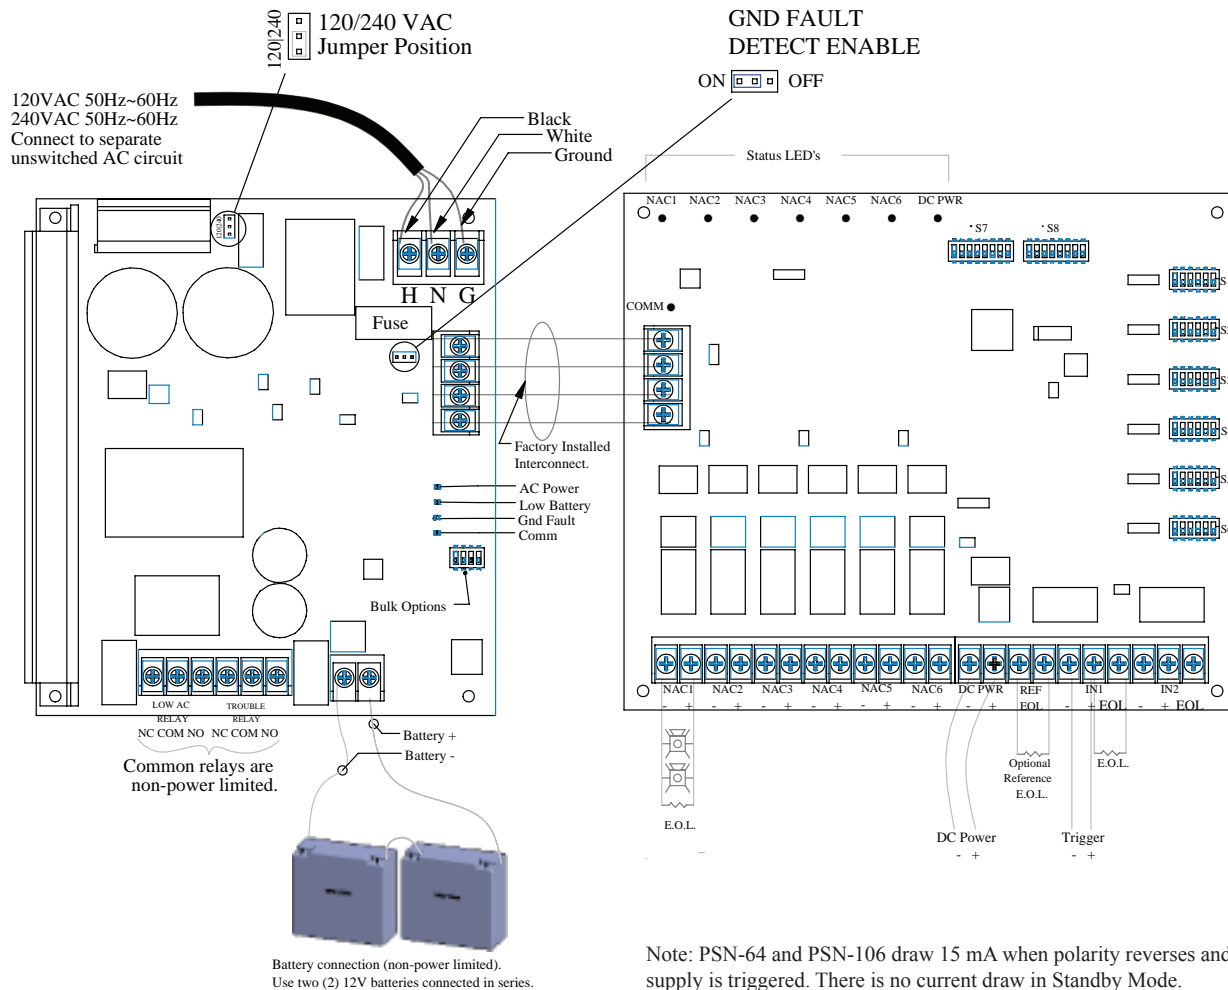 120|240
120/240 VAC
Jumper Position
GND FAULT
DETECT ENABLE
ON OFF
120VAC 50Hz~60Hz
240VAC 50Hz~60Hz
Connect to separate
unswitched AC circuit
Black
White
Ground
Status LED's
NAC1 NAC2 NAC3 NAC4 NAC5 NAC6 DC PWR
S7 S8
120|240
H N G
Fuse
COMM
Factory Installed
Interconnect.
AC Power
Low Battery
Gnd Fault
Comm
Bulk Options
LOW AC
RELAY
NC COM NO
TROUBLE
RELAY
NC COM NO
Common relays are
non-power limited.
Battery +
Battery -
NAC1 NAC2 NAC3 NAC4 NAC5 NAC6 DC PWR REF IN1 IN2
- + - + - + - + - + - + - + EOL - + EOL - + EOL
E.O.L.
Optional
Reference
E.O.L.
E.O.L.
DC Power
- +
Trigger
- +
Battery connection (non-power limited).
Use two (2) 12V batteries connected in series.
Note: PSN-64 and PSN-106 draw 15 mA when polarity reverses and
supply is triggered. There is no current draw in Standby Mode.